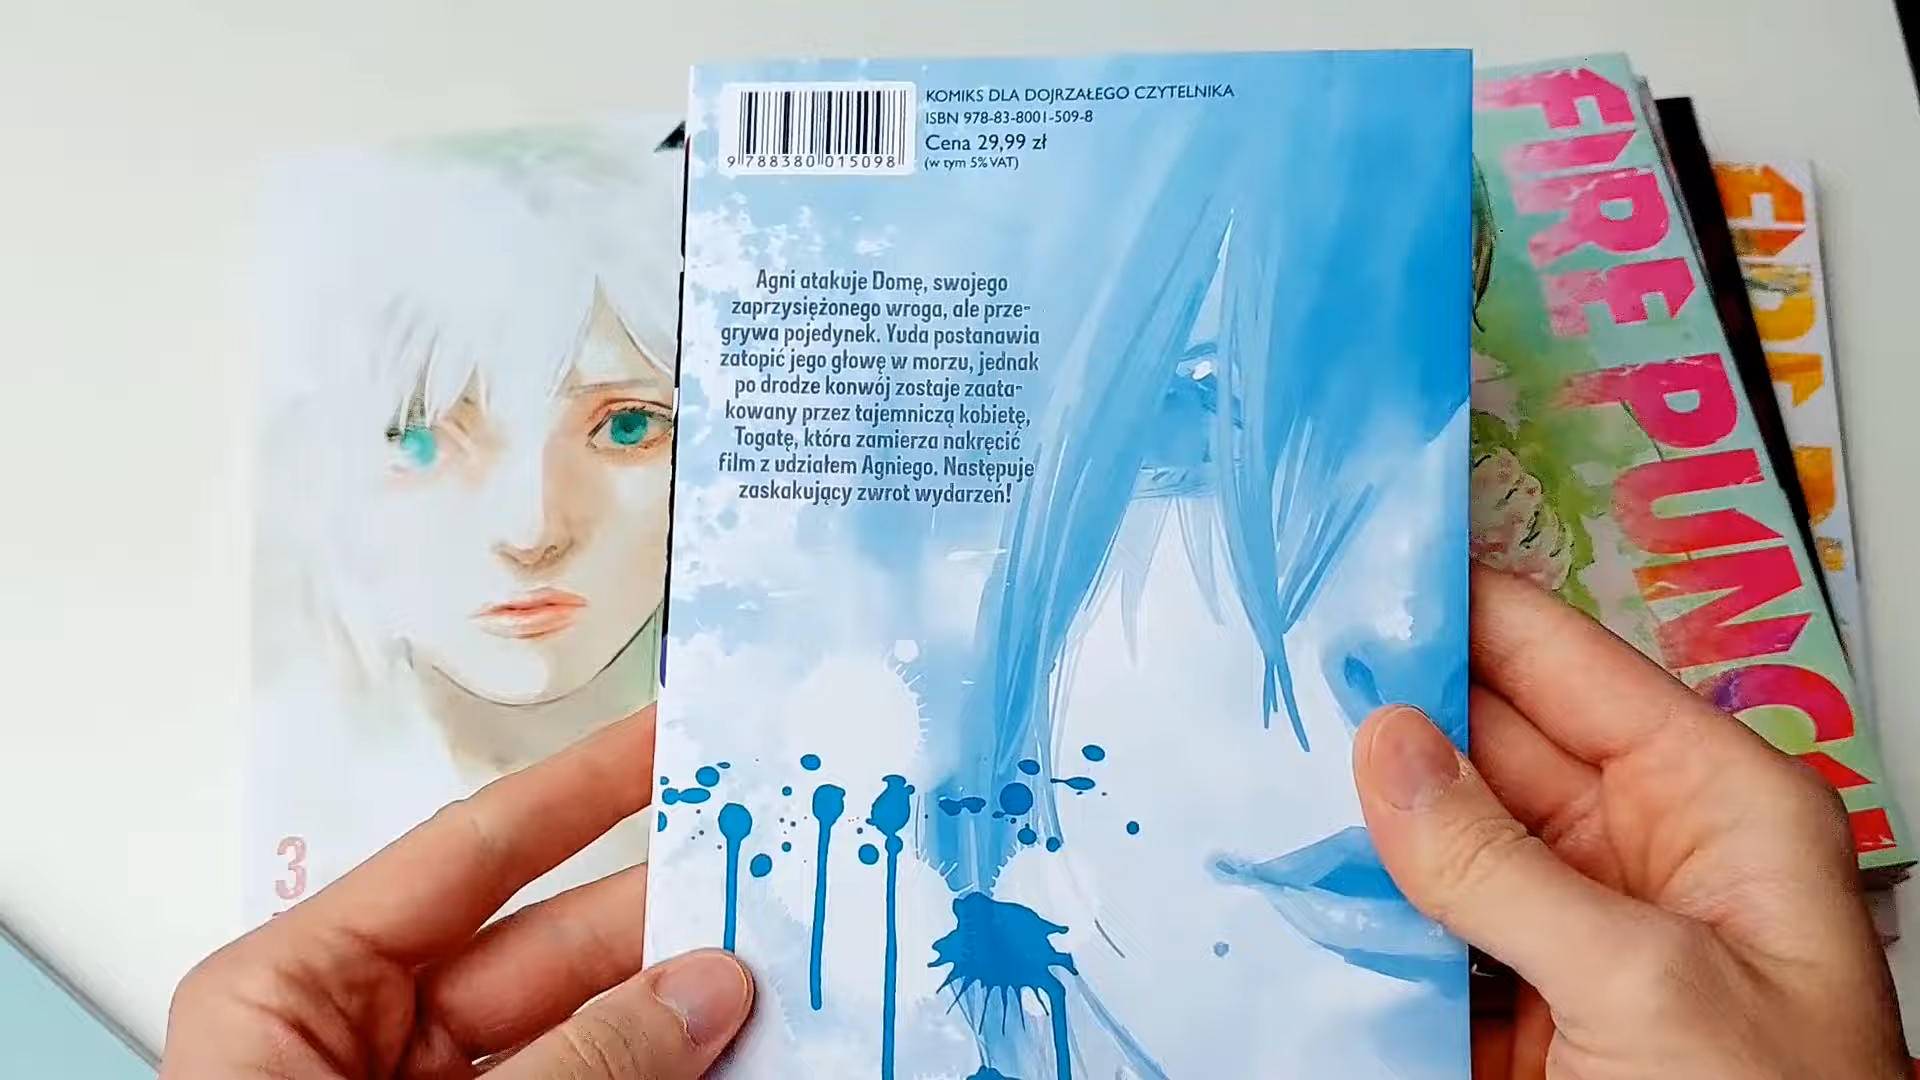 KOMIKS DLA DOJRZAŁEGO CZYTELNIKA
ISBN 978-83-8001-509-8
Cena 29,99 zł
(w tym 5% VAT)
9 788380 015098
Agni atakuje Domę, swojego
zaprzysiężonego wroga, ale prze-
grywa pojedynek. Yuda postanawia
zatopić jego głowę w morzu, jednak
po drodze konwój zostaje zaata-
kowany przez tajemniczą kobietę,
Togatę, która zamierza nakręcić
film z udziałem Agniego. Następuje
zaskakujący zwrot wydarzeń!
3
FIRE PUNCH